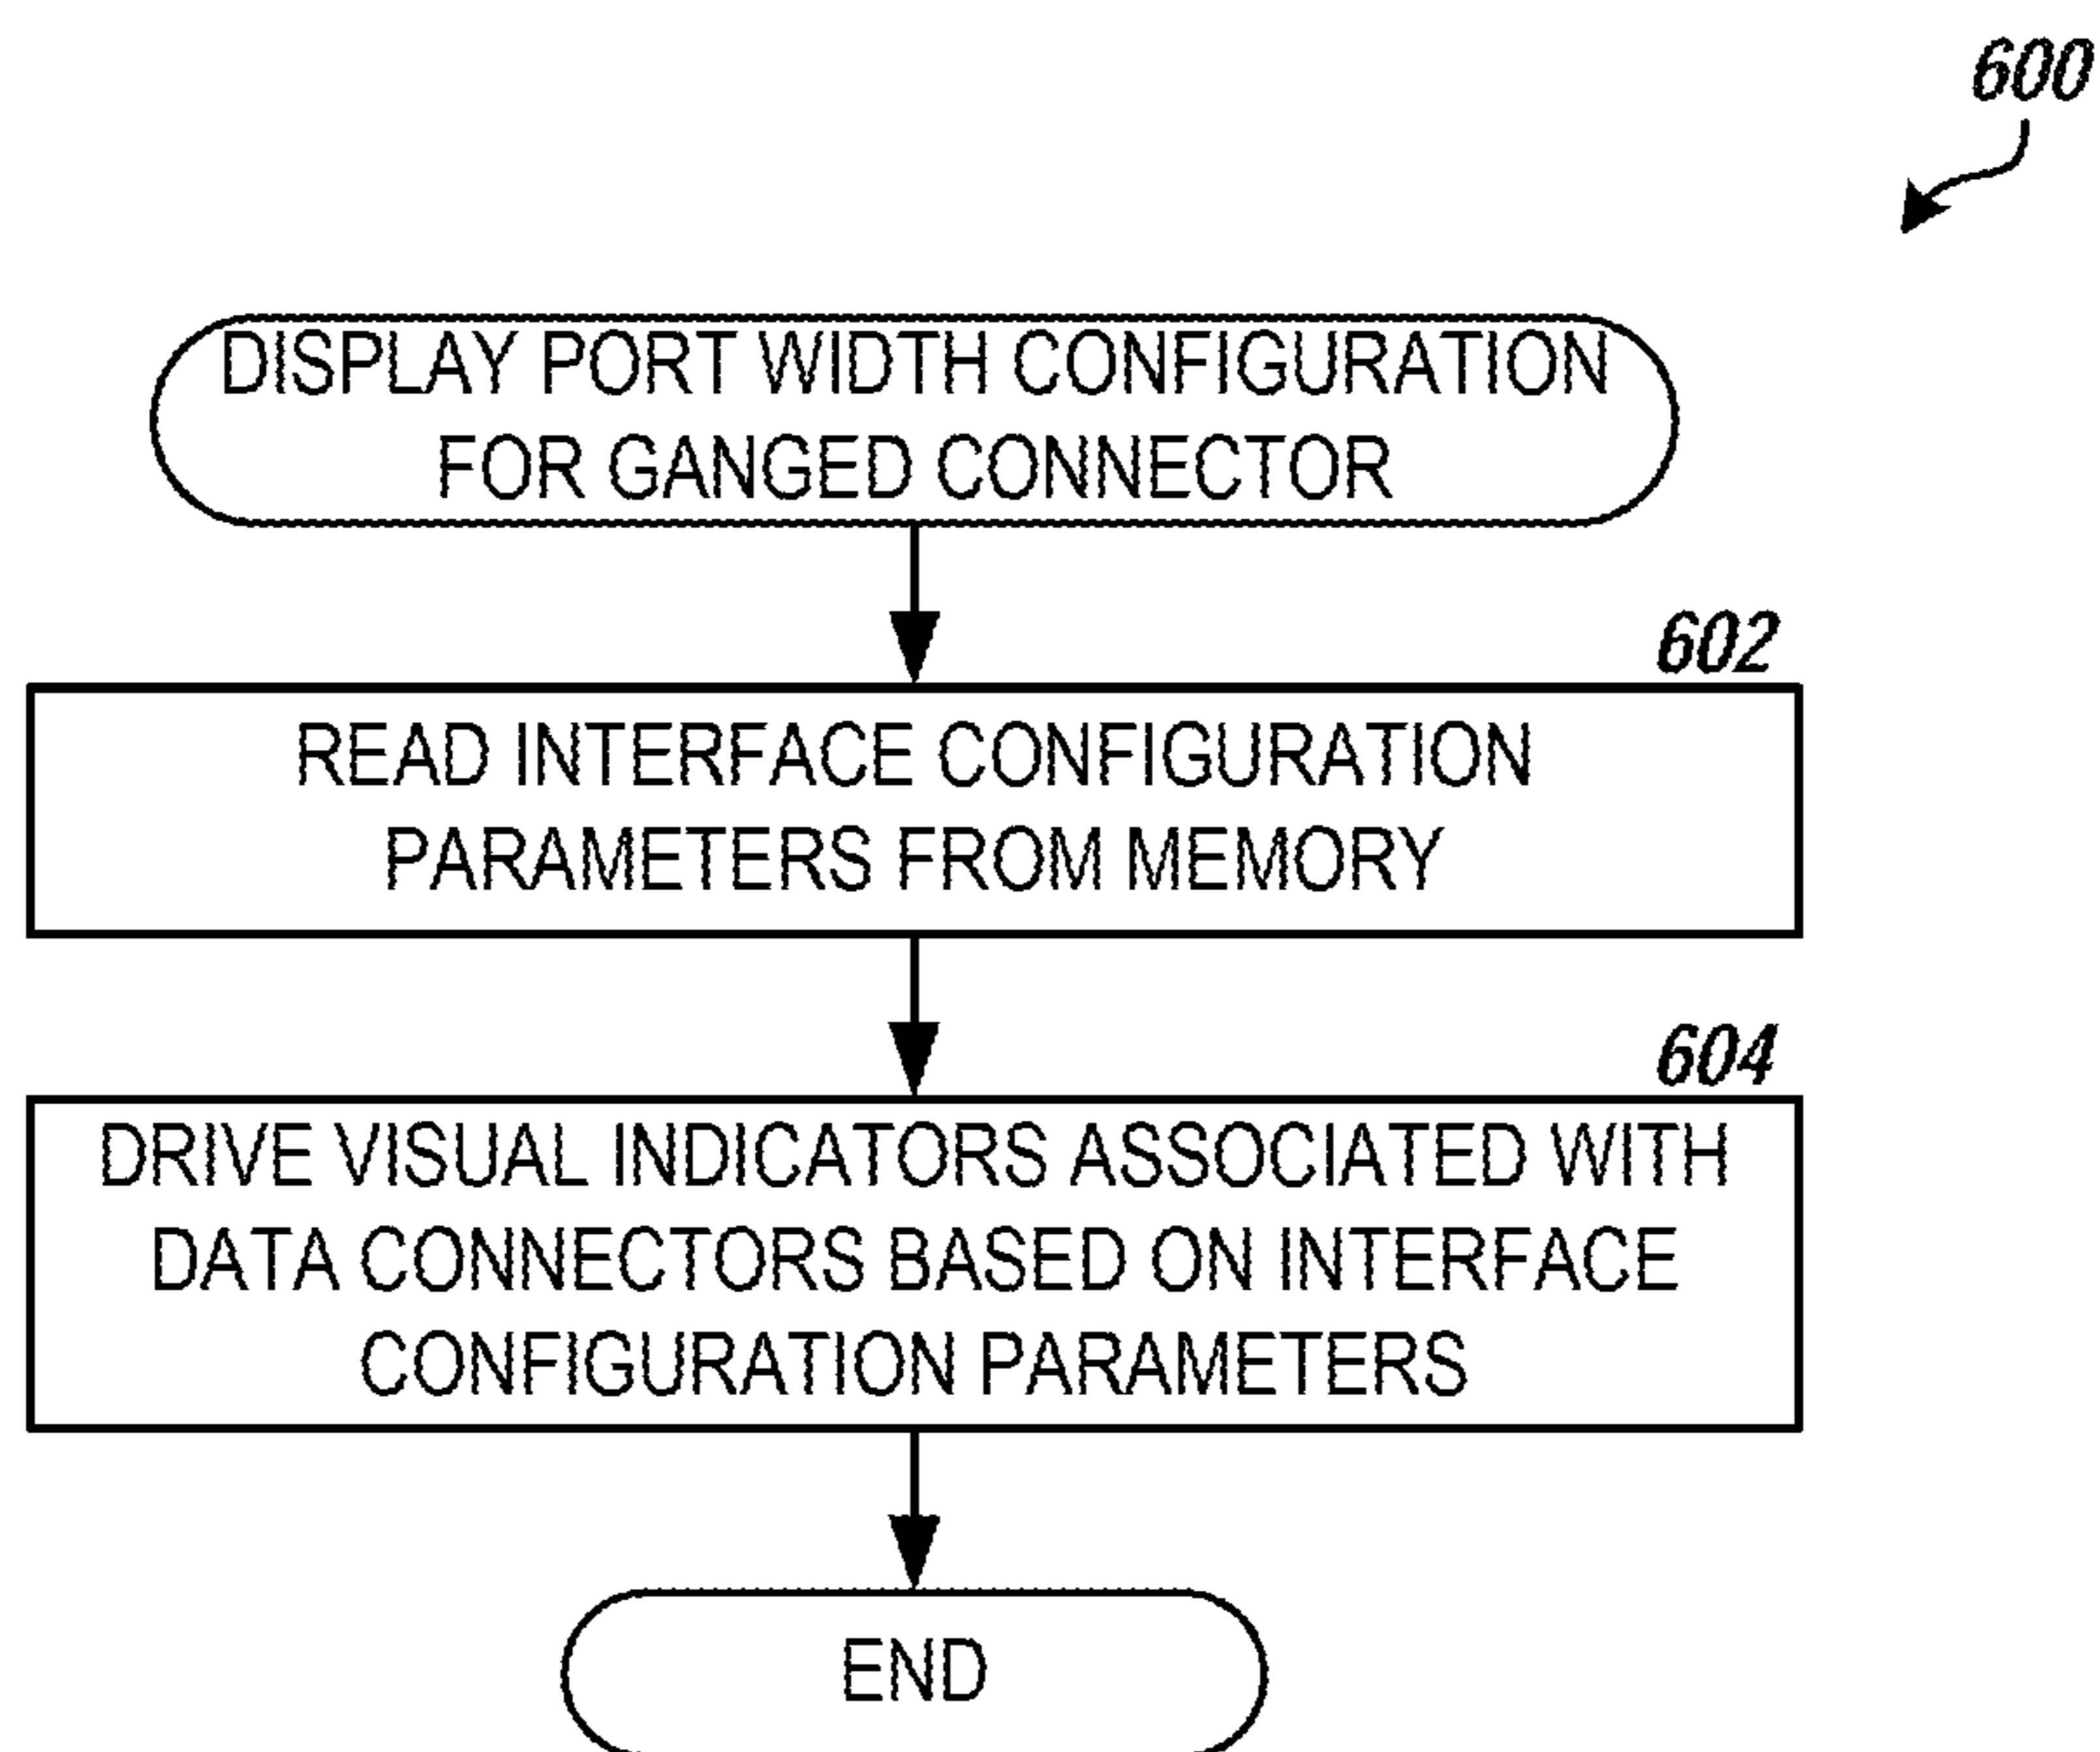 600
DISPLAY PORT WIDTH CONFIGURATION
FOR GANGED CONNECTOR
602
READ INTERFACE CONFIGURATION
PARAMETERS FROM MEMORY
604
DRIVE VISUAL INDICATORS ASSOCIATED WITH
DATA CONNECTORS BASED ON INTERFACE
CONFIGURATION PARAMETERS
END